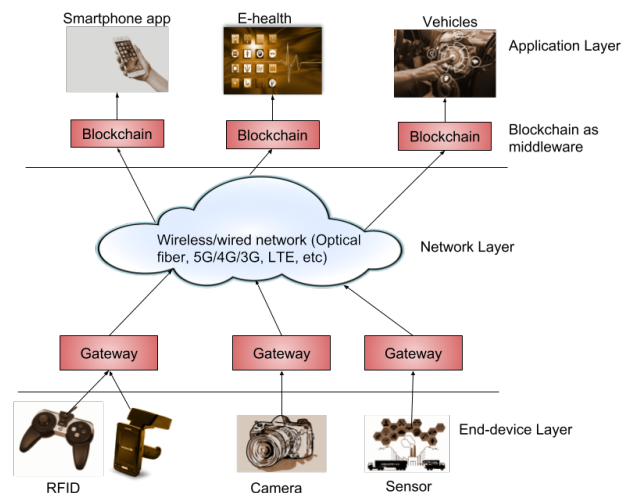 Smartphone app
E-health
Vehicles
Application Layer
Blockchain
Blockchain
Blockchain
Blockchain as
middleware
Wireless/wired network (Optical
fiber, 5G/4G/3G, LTE, etc)
Network Layer
Gateway
Gateway
Gateway
End-device Layer
RFID
Camera
Sensor